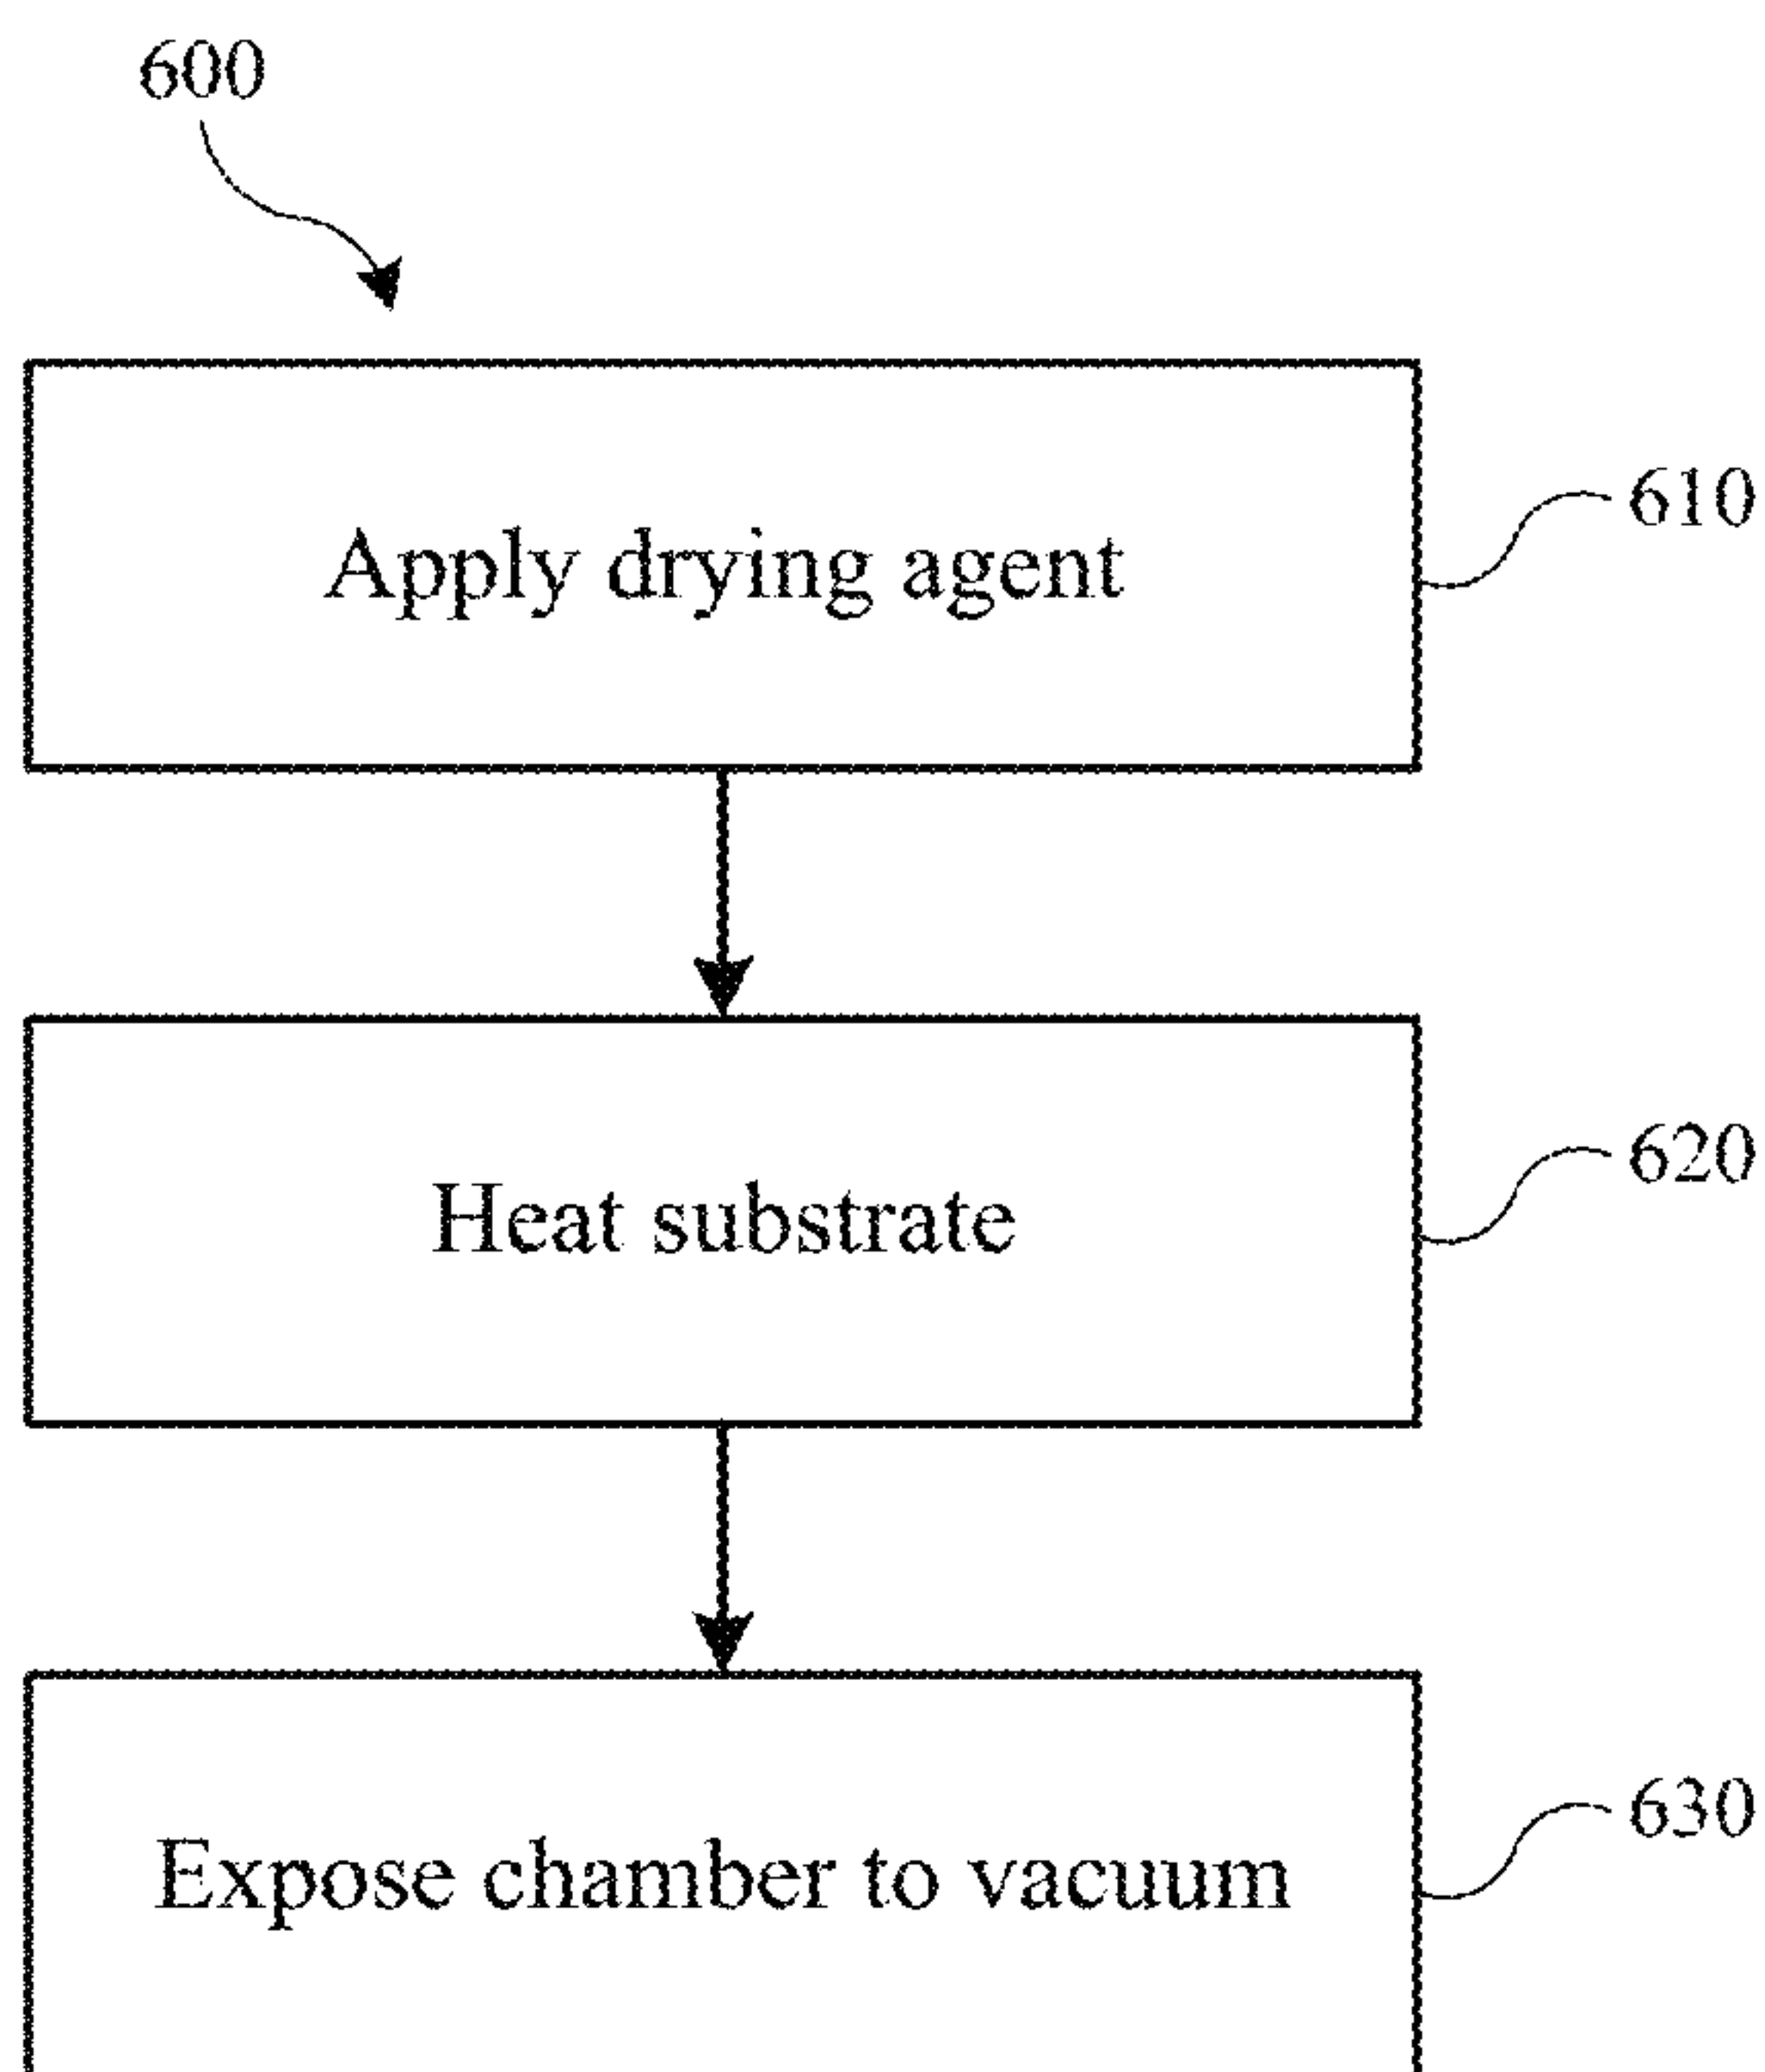 600
Apply drying agent
610
Heat substrate
620
Expose chamber to vacuum
630